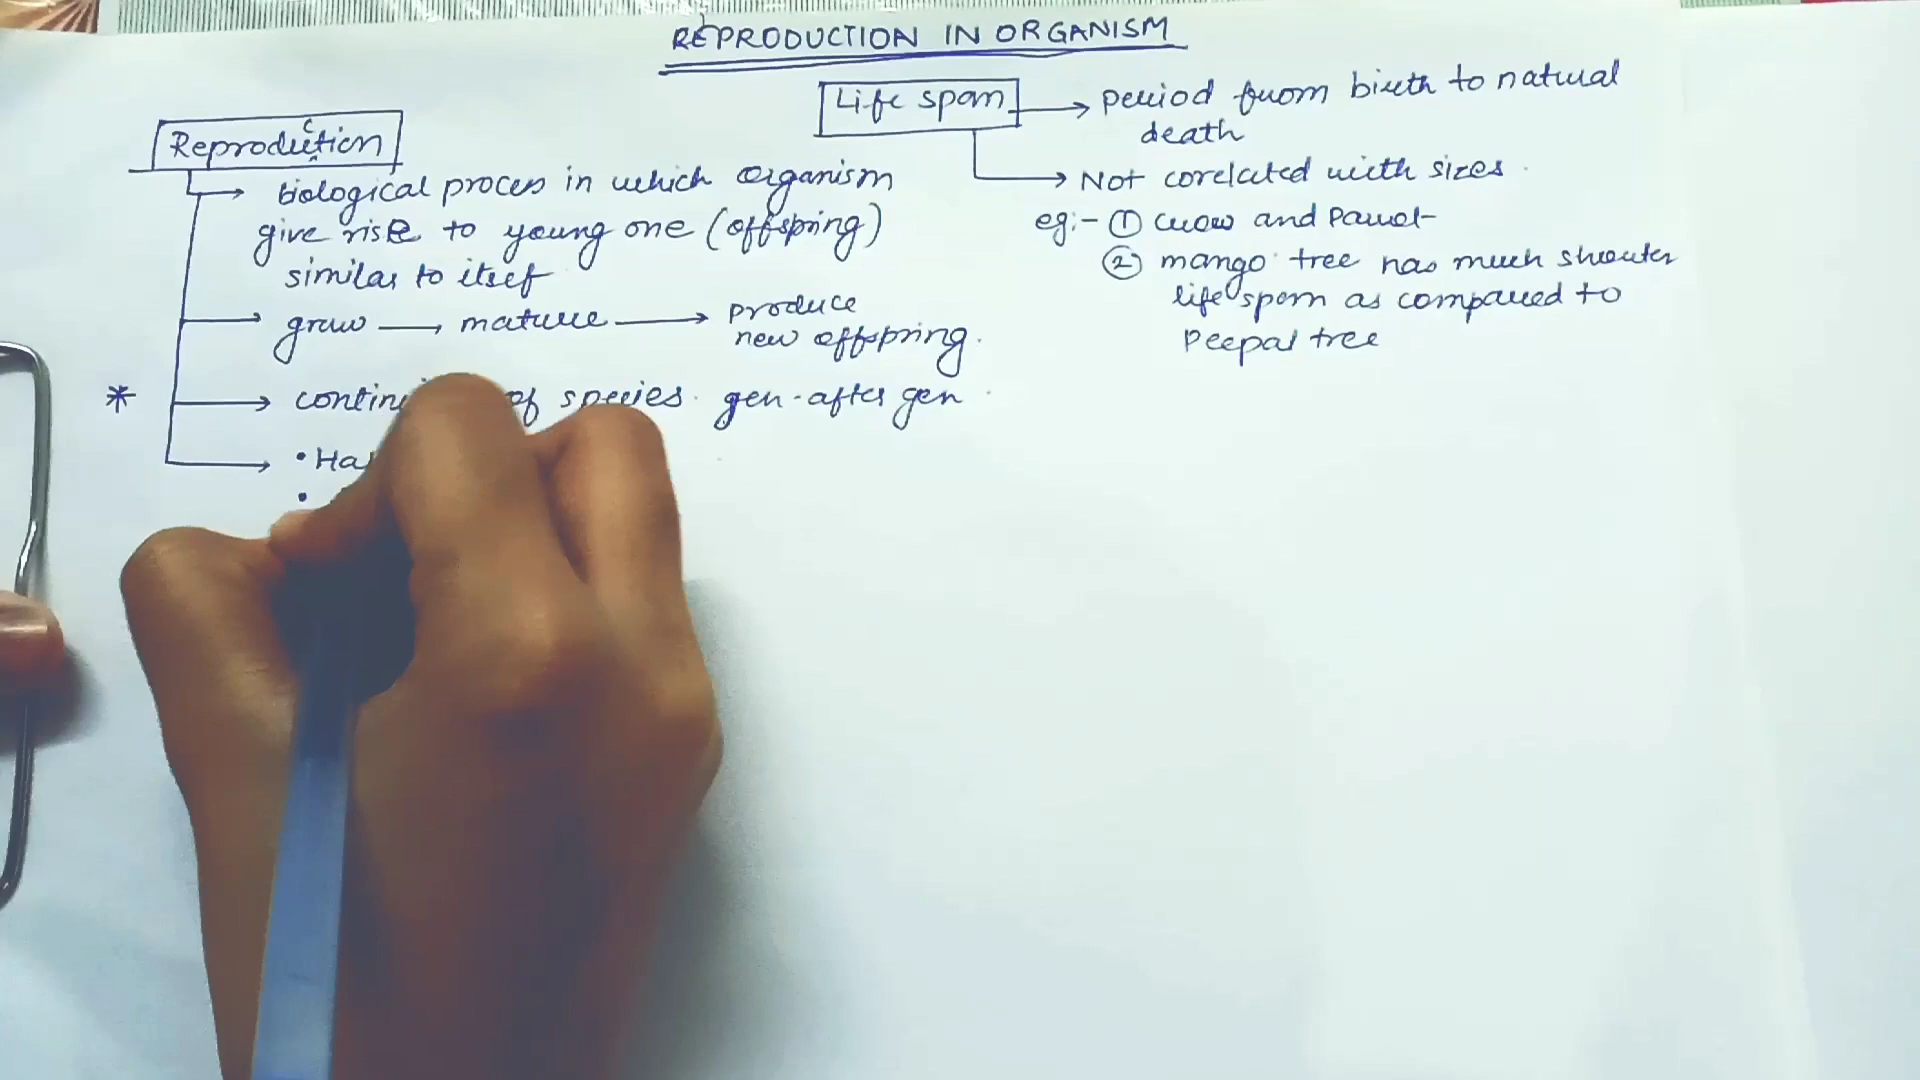 REPRODUCTION IN ORGANISM
Reproduction
biological process in which organism
give rise to young one (offspring)
similar to itself
grow → mature → produce
new offspring.
* of species. gen. after gen.
Life span → period from birth to natural
death
Not corelated with sizes.
eg:- ① crow and Parrot
② mango tree has much shorter
life span as compared to
Peepal tree